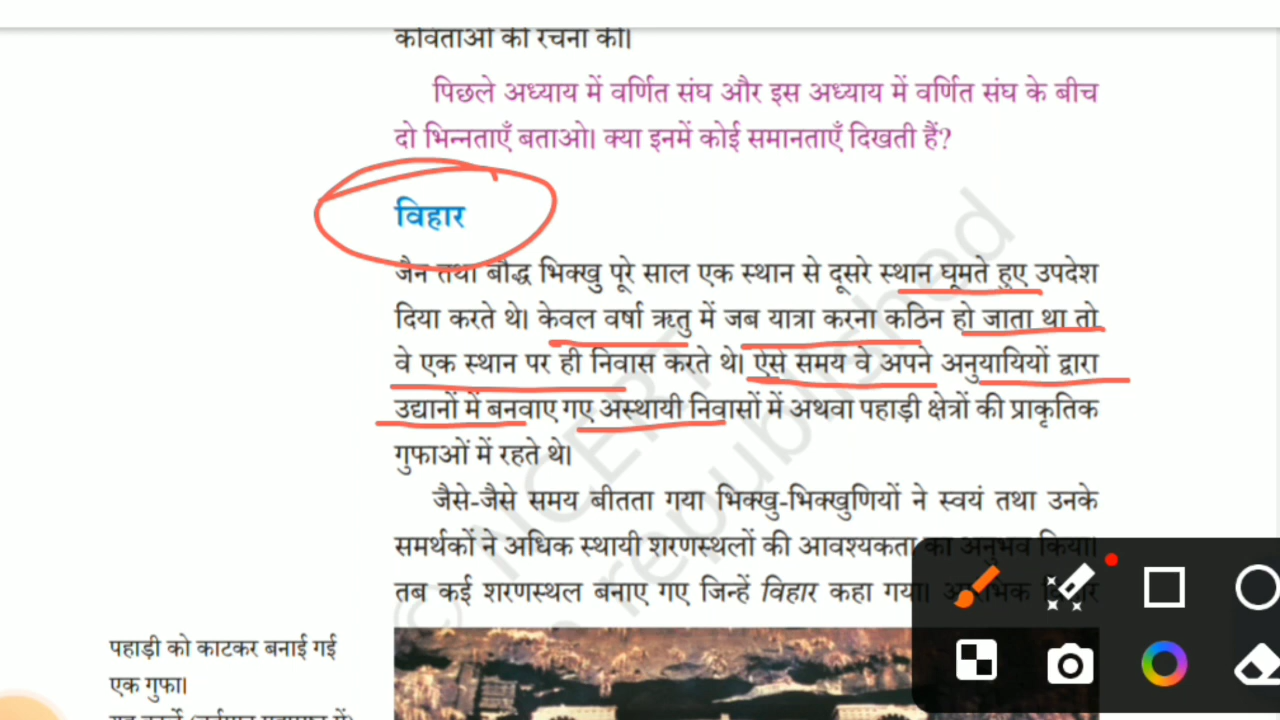 कविताओं की रचना की।
पिछले अध्याय में वर्णित संघ और इस अध्याय में वर्णित संघ के बीच
दो भिन्नताएँ बताओ। क्या इनमें कोई समानताएँ दिखती हैं?
विहार
जैन तथा बौद्ध भिक्खु पूरे साल एक स्थान से दूसरे स्थान घूमते हुए उपदेश
दिया करते थे। केवल वर्षा ऋतु में जब यात्रा करना कठिन हो जाता था तो
वे एक स्थान पर ही निवास करते थे। ऐसे समय वे अपने अनुयायियों द्वारा
उद्यानों में बनवाए गए अस्थायी निवासों में अथवा पहाड़ी क्षेत्रों की प्राकृतिक
गुफाओं में रहते थे।
जैसे-जैसे समय बीतता गया भिक्खु-भिक्खुणियों ने स्वयं तथा उनके
समर्थकों ने अधिक स्थायी शरणस्थलों की आवश्यकता का अनुभव किया।
तब कई शरणस्थल बनाए गए जिन्हें विहार कहा गया। आरंभिक विहार
पहाड़ी को काटकर बनाई गई
एक गुफा।
© NCERT
republished